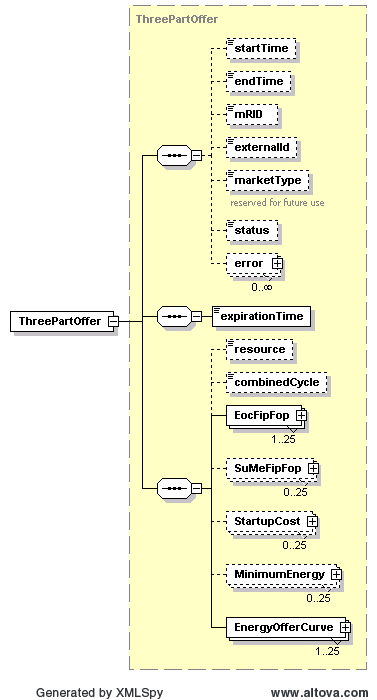 ThreePartOffer
startTime
endTime
mRID
externalId
marketType
reserved for future use
status
error
0..∞
ThreePartOffer
expirationTime
resource
combinedCycle
EocFipFop
1..25
SuMeFipFop
0..25
StartupCost
0..25
MinimumEnergy
0..25
EnergyOfferCurve
1..25
Generated by XMLSpy
www.altova.com